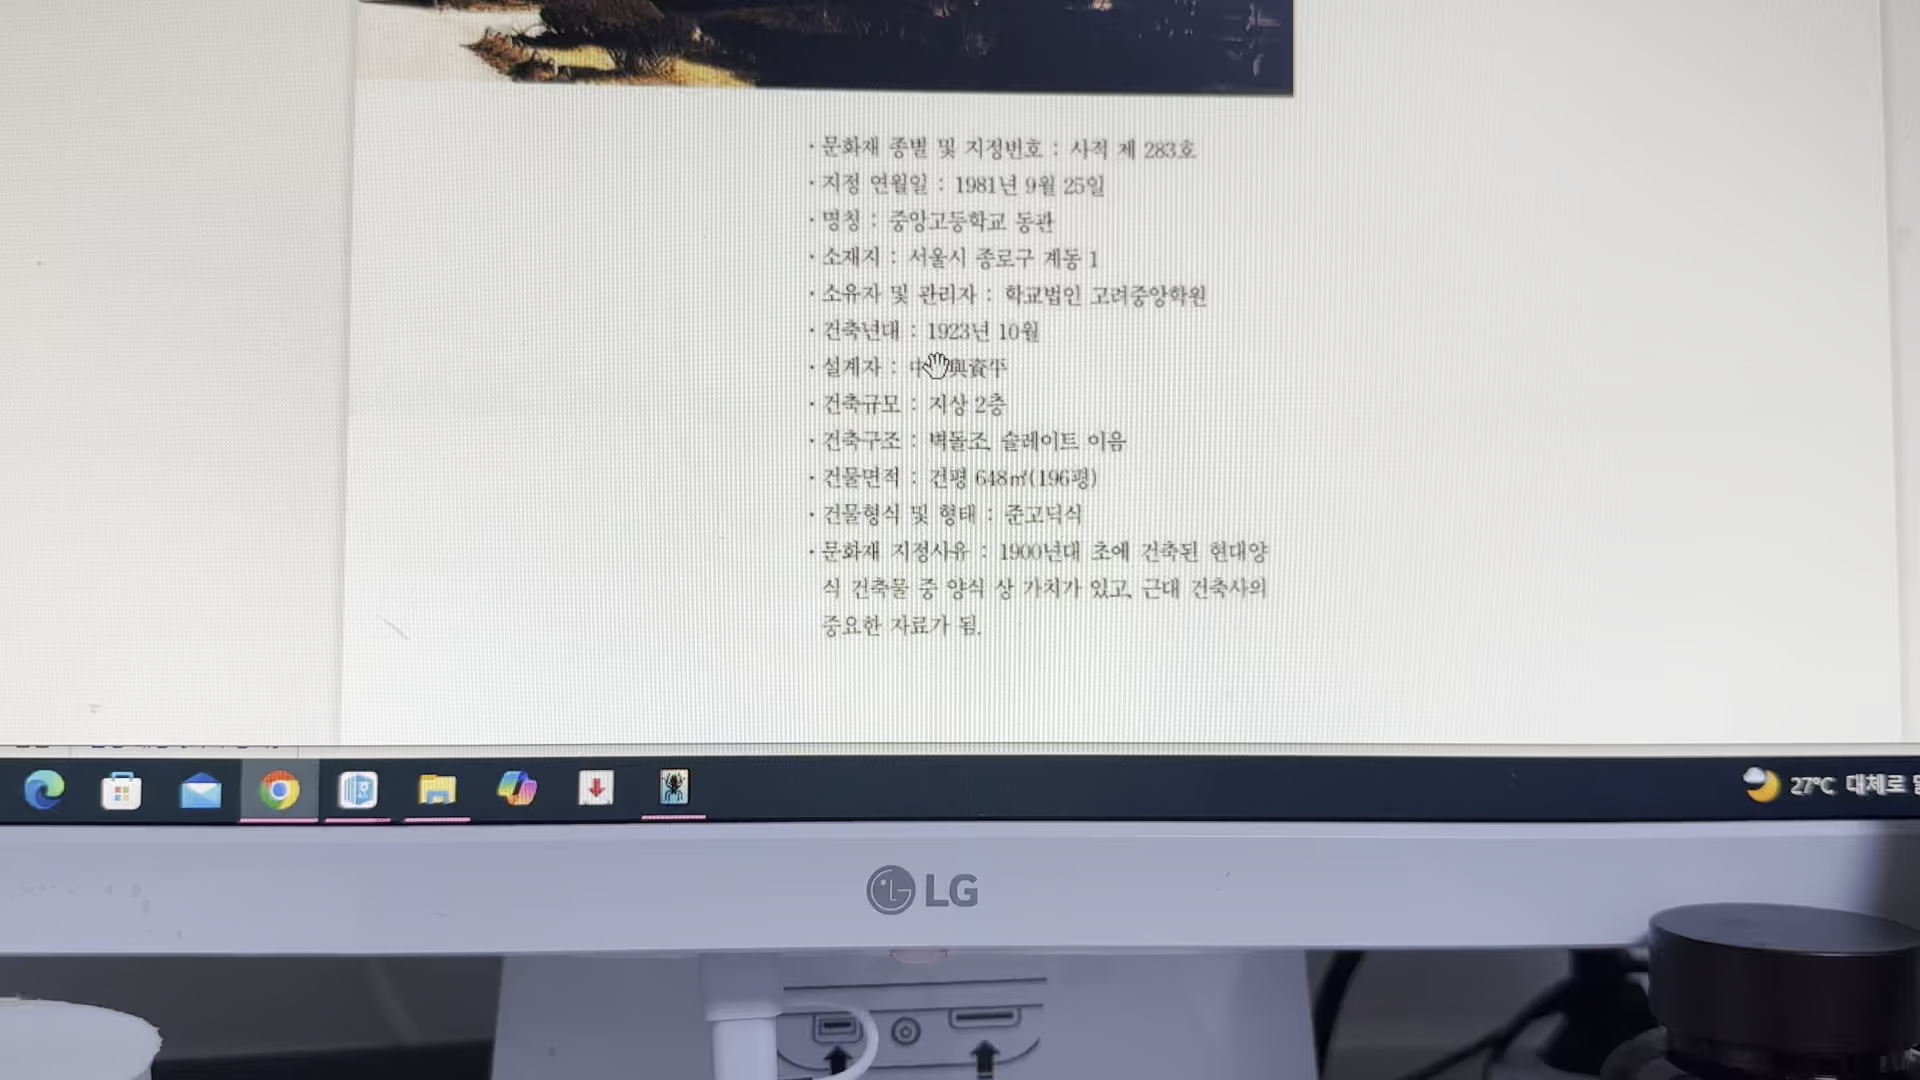 · 문화재 종별 및 지정번호 : 사적 제 283호
· 지정 연월일 : 1981년 9월 25일
· 명칭 : 중앙고등학교 동관
· 소재지 : 서울시 종로구 계동 1
· 소유자 및 관리자 : 학교법인 고려중앙학원
· 건축년대 : 1923년 10월
· 설계자 : 中 與資平
· 건축규모 : 지상 2층
· 건축구조 : 벽돌조, 슬레이트 이음
· 건물면적 : 건평 648㎡(196평)
· 건물형식 및 형태 : 준고딕식
· 문화재 지정사유 : 1900년대 초에 건축된 현대양
식 건축물 중 양식 상 가치가 있고, 근대 건축사의
중요한 자료가 됨.
27°C 대체로
LG